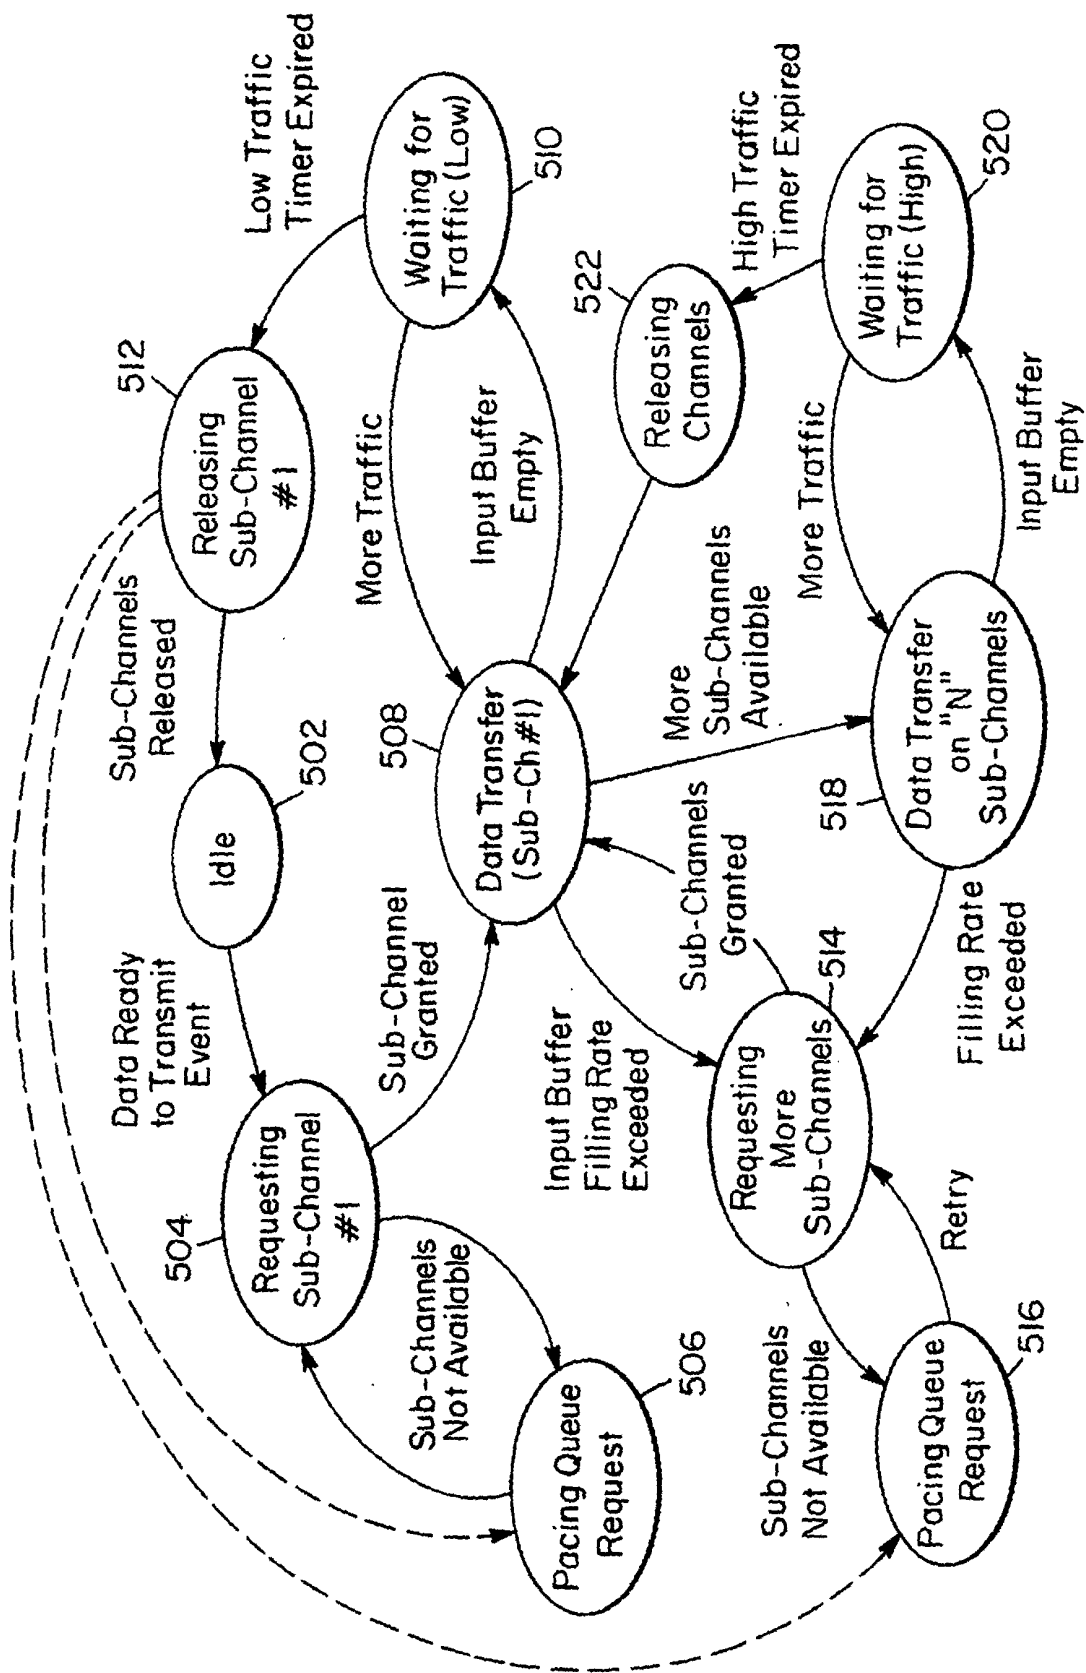 Low Traffic
Timer Expired
512
Releasing
Sub-Channel
#1
Sub-Channels
Released
Idle
502
Data Ready
to Transmit
Event
504
Requesting
Sub-Channel
#1
Sub-Channels
Not Available
Pacing Queue
Request
506
Sub-Channel
Granted
508
Data Transfer
(Sub-Ch#1)
More Traffic
Input Buffer
Empty
Waiting for
Traffic (Low)
510
522
Releasing
Channels
High Traffic
Timer Expired
Waiting for
Traffic (High)
520
More Traffic
Input Buffer
Empty
More
Sub-Channels
Available
518
Data Transfer
on "N"
Sub-Channels
Sub-Channels
Granted
Input Buffer
Filling Rate
Exceeded
514
Requesting
More
Sub-Channels
Filling Rate
Exceeded
Retry
Sub-Channels
Not Available
Pacing Queue
Request
516